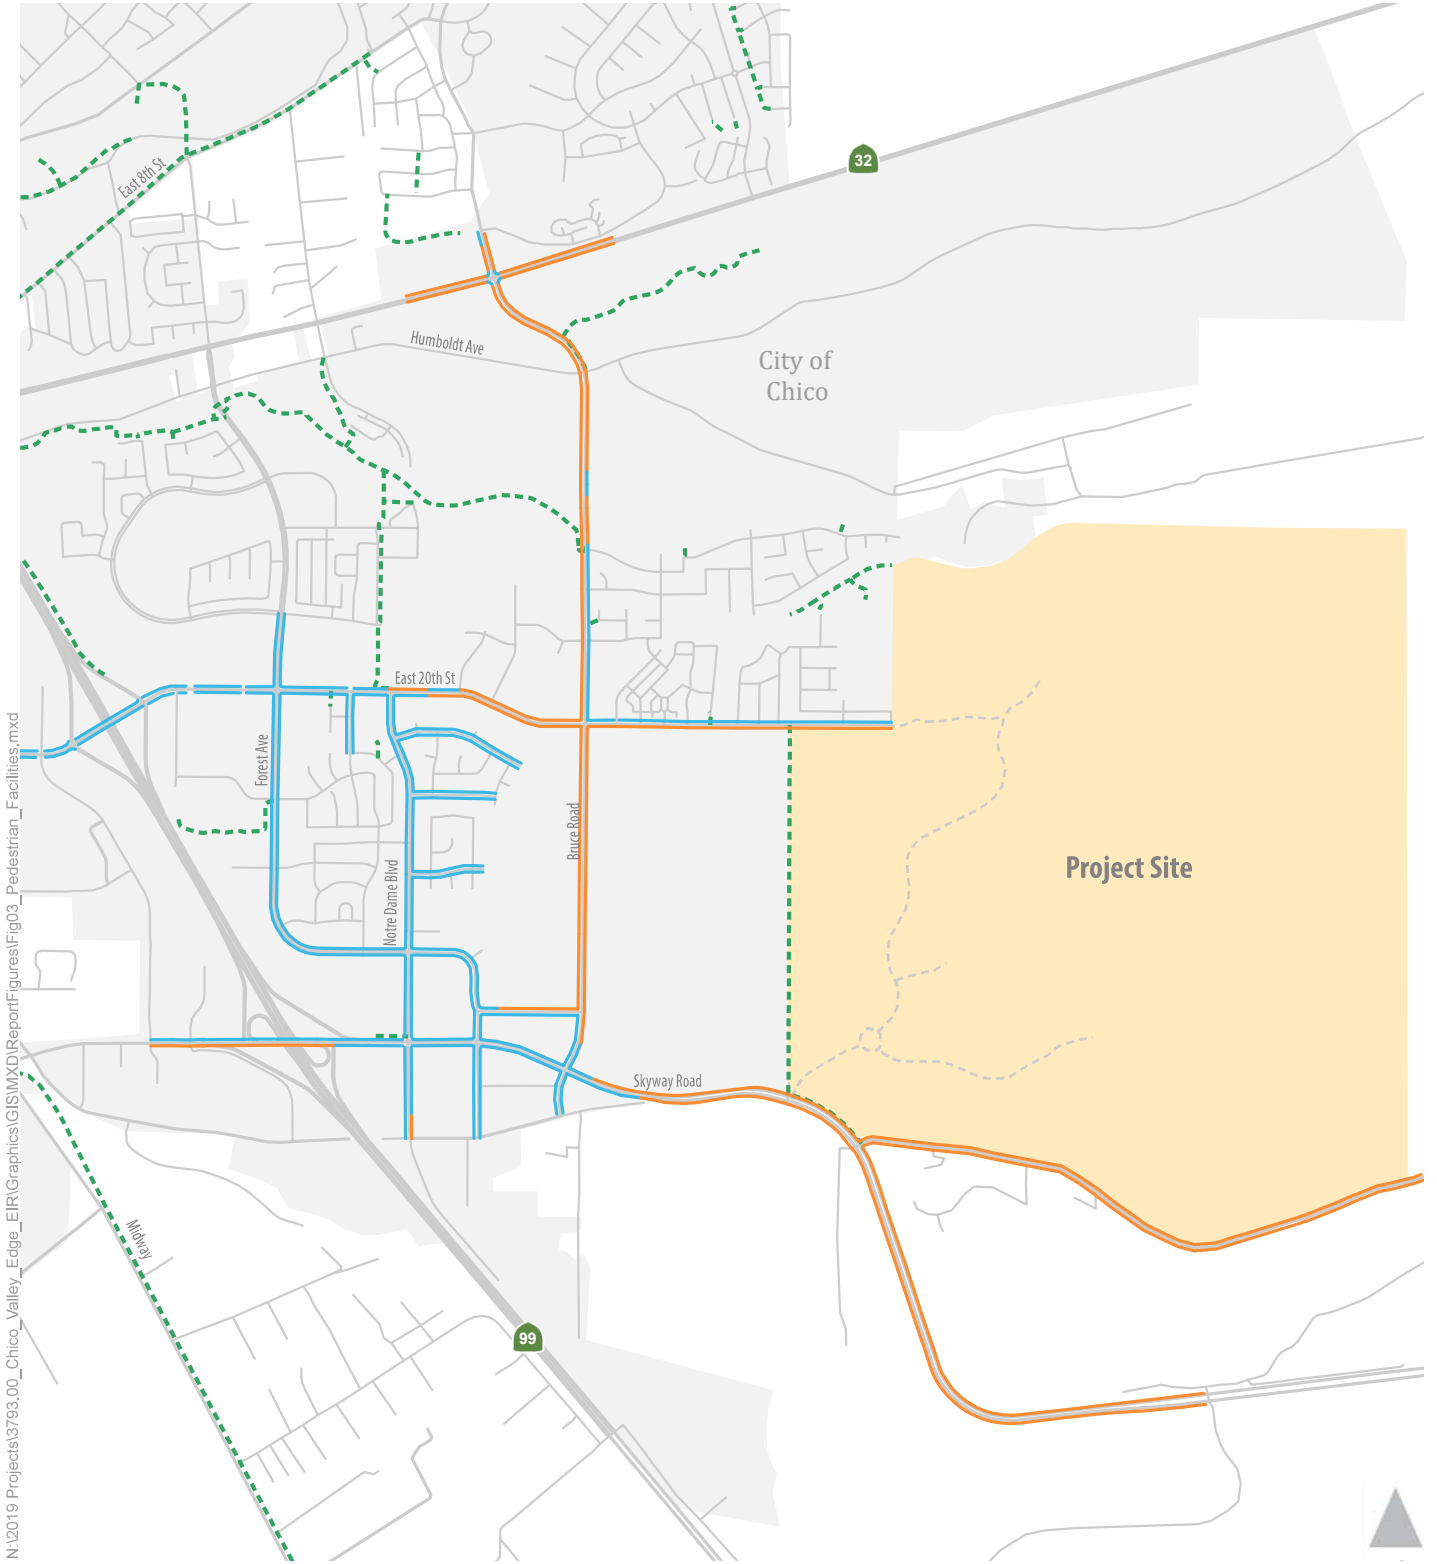 32
East 8th St
Humboldt Ave
City of
Chico
East 20th St
Forest Ave
Bruce Road
Notre Dame Blvd
Project Site
Skyway Road
Midway
99
N:\2019 Projects\3793.00_Chico_Valley_Edge_EIR\Graphics\GIS\MXD\ReportFigures\Fig03_Pedestrian_Facilities.mxd